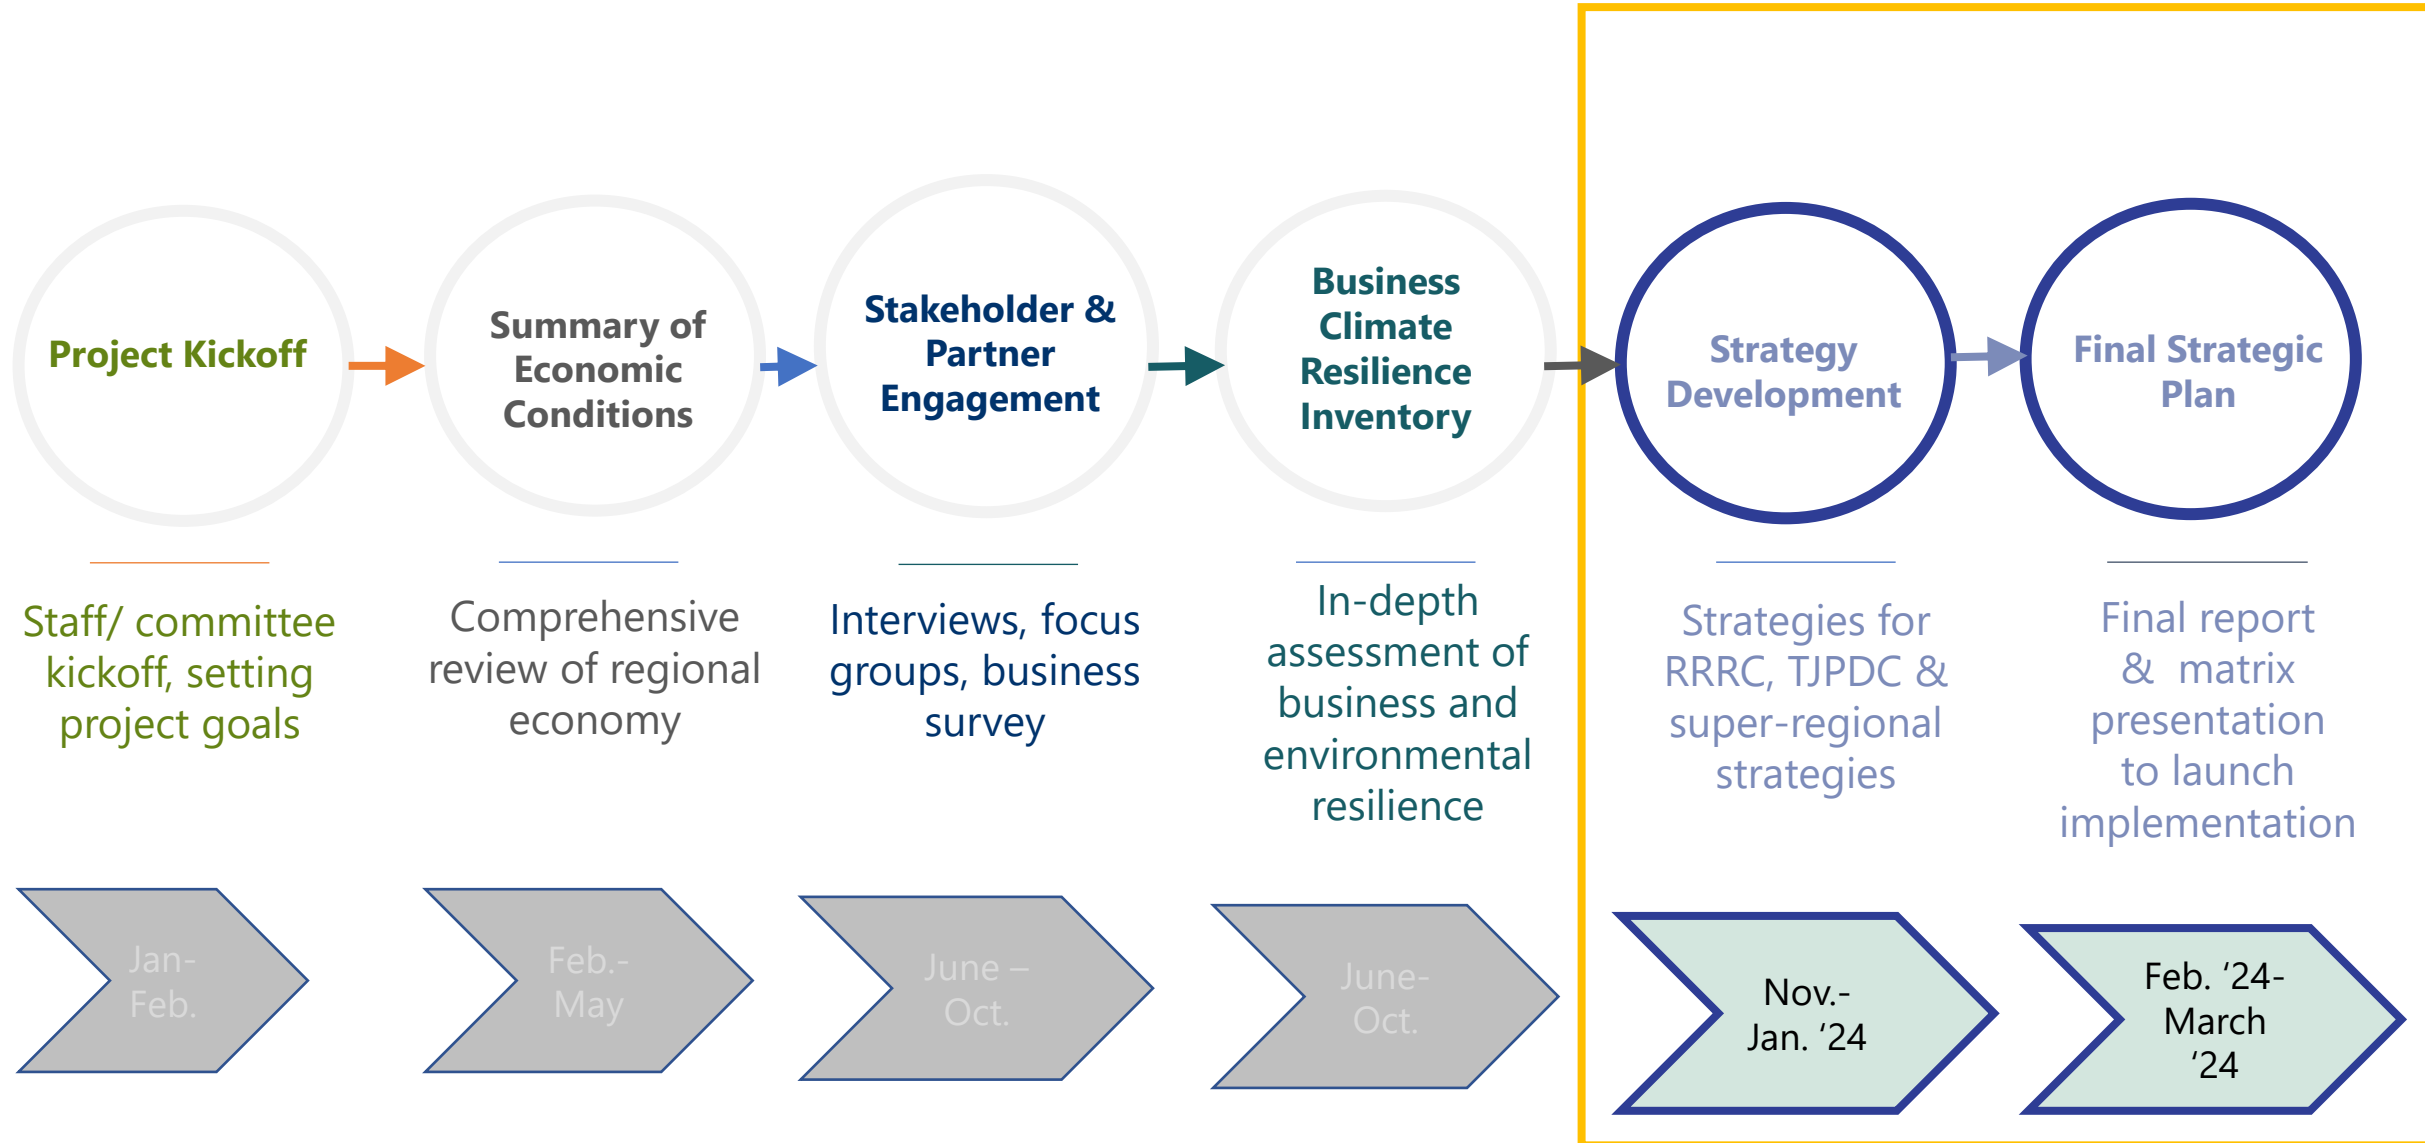 Project Kickoff
Summary of
Economic
Conditions
Stakeholder &
Partner
Engagement
Business
Climate
Resilience
Inventory
Strategy
Development
Final Strategic
Plan
Staff/ committee
kickoff, setting
project goals
Comprehensive
review of regional
economy
Interviews, focus
groups, business
survey
In-depth
assessment of
business and
environmental
resilience
Strategies for
RRRC, TJPDC &
super-regional
strategies
Final report
& matrix
presentation
to launch
implementation
Jan-
Feb.
Feb.-
May
June –
Oct.
June-
Oct.
Nov.-
Jan. ‘24
Feb. ‘24-
March
‘24